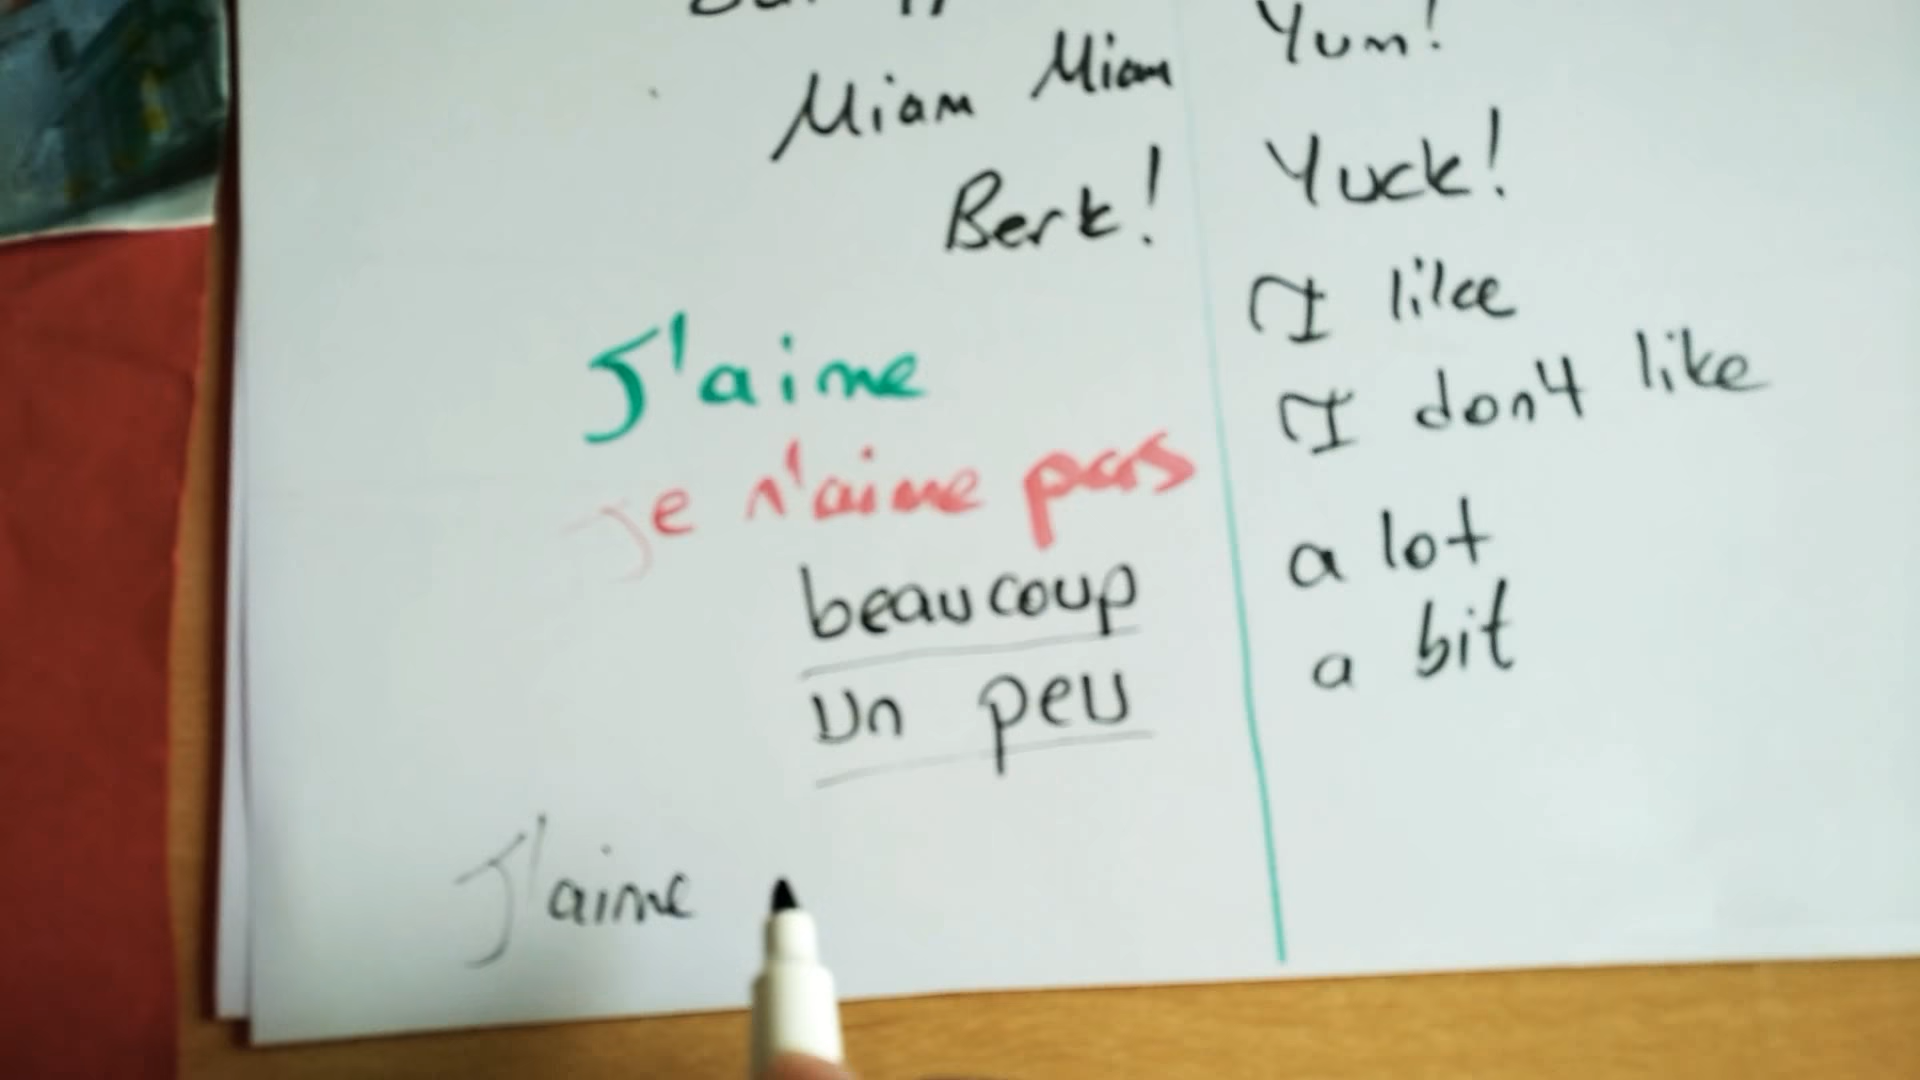 Miam Miam Yum!
Berk! Yuck!
J'aime I like
je n'aime pas I don't like
beaucoup a lot
un peu a bit
J'aime